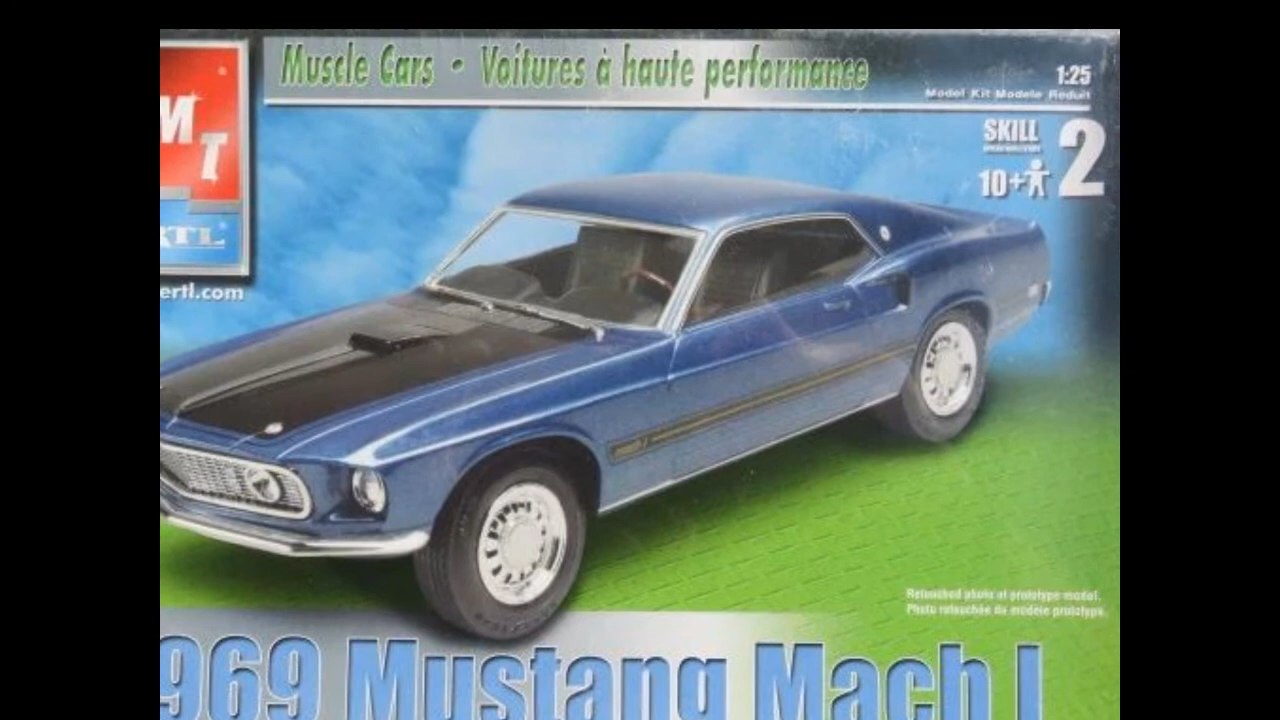 Muscle Cars • Voitures à haute performance
1:25
Model Kit Modele Reduit
MT
SKILL
2
10+
RTL
ertl.com
Retouched photo of prototype model.
Photo retouchée du modèle prototype.
969 Mustang Mach I